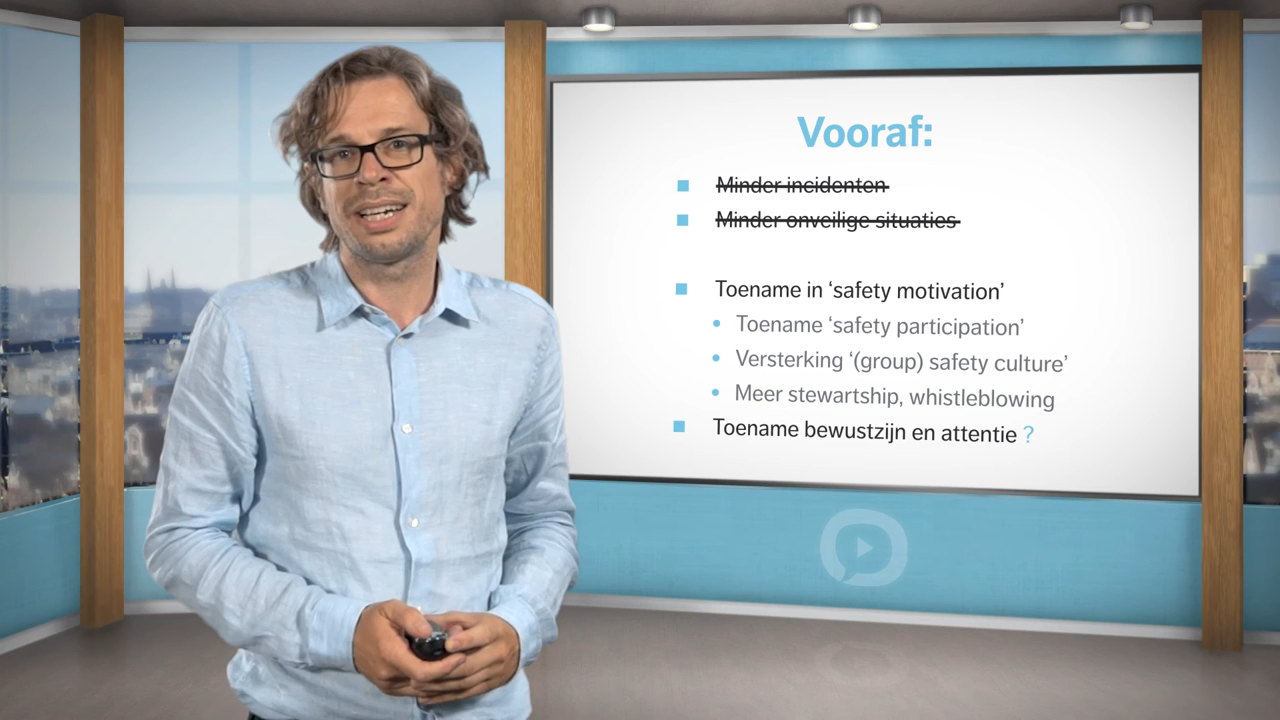 Vooraf:
Minder incidenten
Minder onveilige situaties
Toename in ‘safety motivation’
Toename ‘safety participation’
Versterking ‘(group) safety culture’
Meer stewartship, whistleblowing
Toename bewustzijn en attentie ?